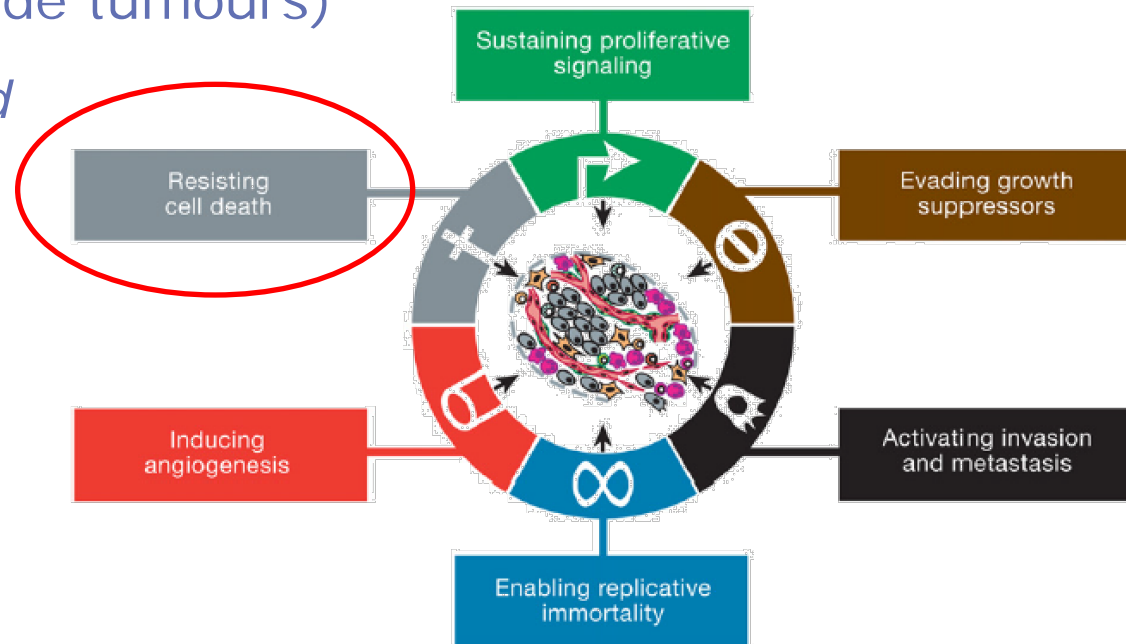 tumours)
Sustaining proliferative
signaling
Resisting
cell death
Evading growth
suppressors
Inducing
angiogenesis
Activating invasion
and metastasis
Enabling replicative
immortality